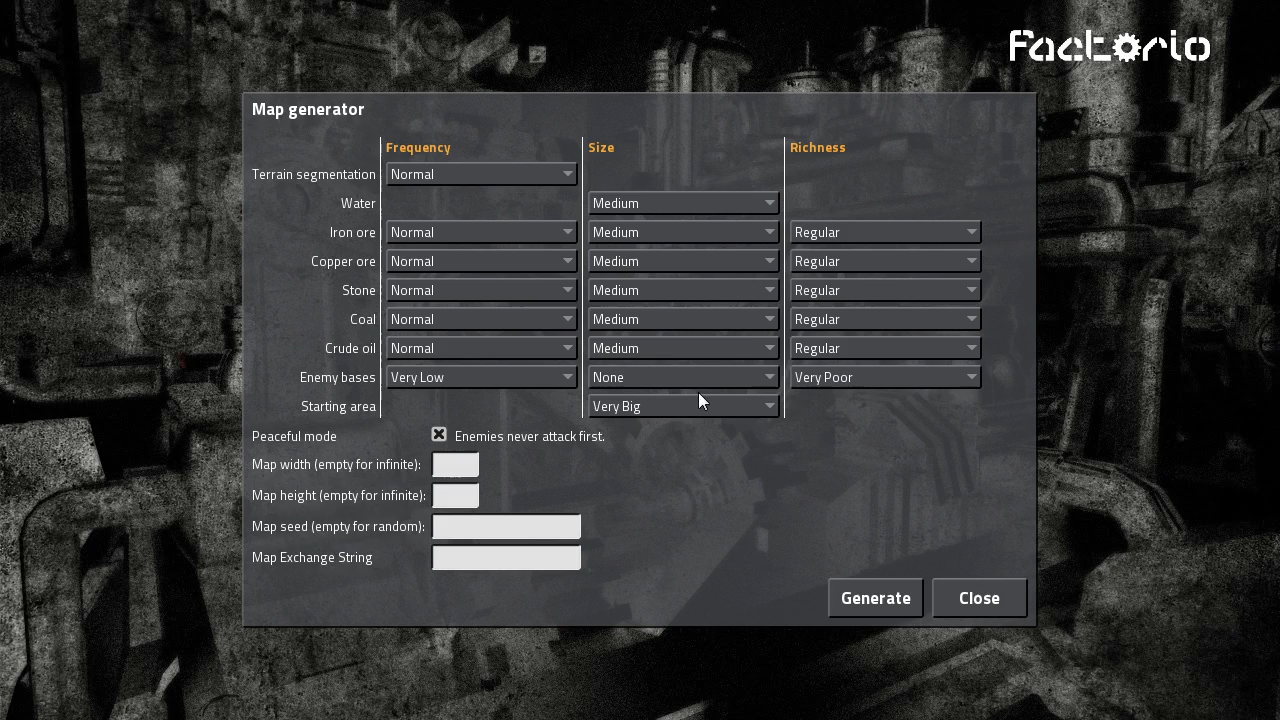 Factorio
Map generator
Frequency Size Richness
Terrain segmentation Normal
Water Medium
Iron ore Normal Medium Regular
Copper ore Normal Medium Regular
Stone Normal Medium Regular
Coal Normal Medium Regular
Crude oil Normal Medium Regular
Enemy bases Very Low None Very Poor
Starting area Very Big
Peaceful mode Enemies never attack first.
Map width (empty for infinite):
Map height (empty for infinite):
Map seed (empty for random):
Map Exchange String
Generate Close